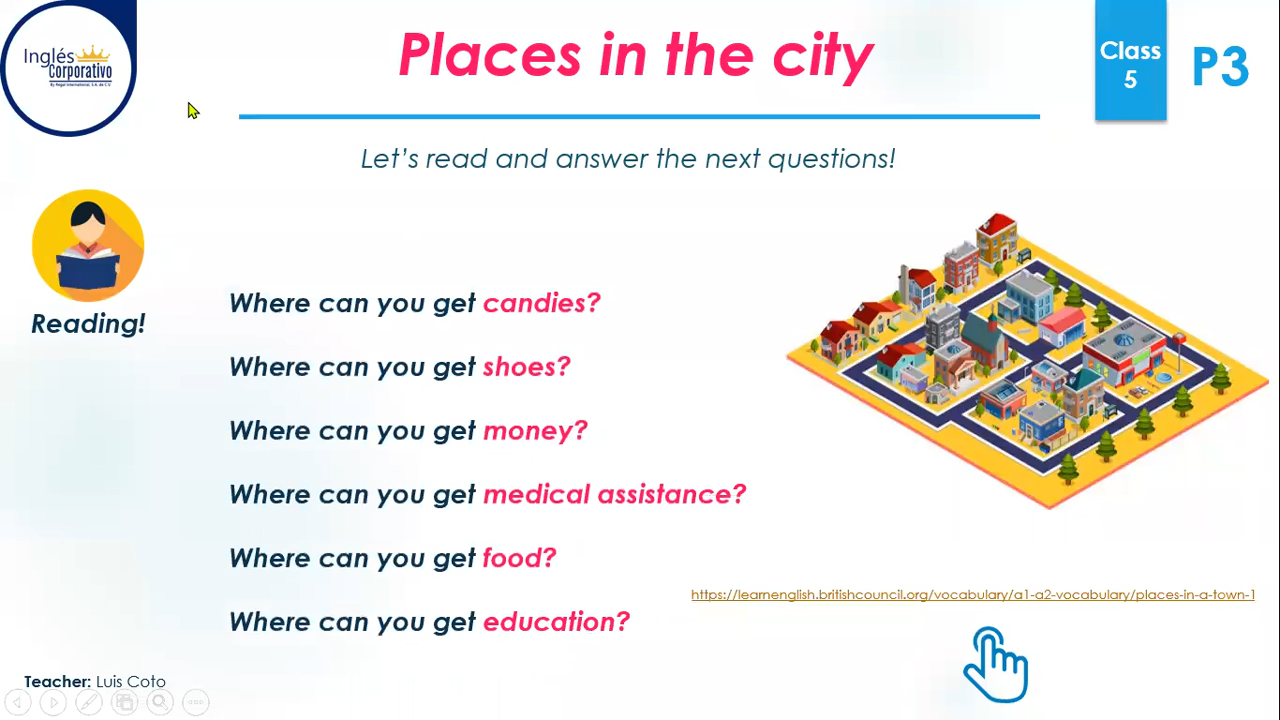 Inglés
Corporativo
By Regal International, S.A. de C.V.
Places in the city
Class
5
P3
Let's read and answer the next questions!
Reading!
Where can you get candies?
Where can you get shoes?
Where can you get money?
Where can you get medical assistance?
Where can you get food?
Where can you get education?
https://learnenglish.britishcouncil.org/vocabulary/a1-a2-vocabulary/places-in-a-town-1
Teacher: Luis Coto